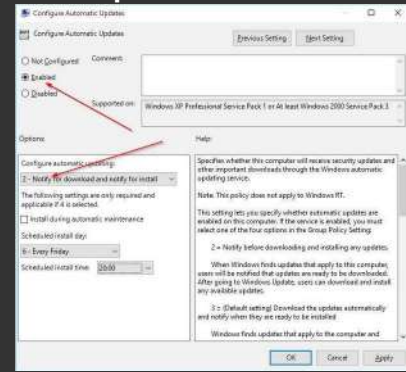 Configure Automatic Updates
Configure Automatic Updates
Previous Setting
Next Setting
Not Configured
Comment:
Enabled
Disabled
Supported on:
Windows XP Professional Service Pack 1 or At least Windows 2000 Service Pack 3
Options:
Help:
Configure automatic updating:
2 - Notify for download and notify for install
The following settings are only required and
applicable if 4 is selected.
Install during automatic maintenance
Scheduled install day:
6 - Every Friday
Scheduled install time:
20:00
Specifies whether this computer will receive security updates and
other important downloads through the Windows automatic
updating service.
Note: This policy does not apply to Windows RT.
This setting lets you specify whether automatic updates are
enabled on this computer. If the service is enabled, you must
select one of the four options in the Group Policy Setting:
2 = Notify before downloading and installing any updates.
When Windows finds updates that apply to this computer,
users will be notified that updates are ready to be downloaded.
After going to Windows Update, users can download and install
any available updates.
3 = (Default setting) Download the updates automatically
and notify when they are ready to be installed
Windows finds updates that apply to the computer and
OK
Cancel
Apply